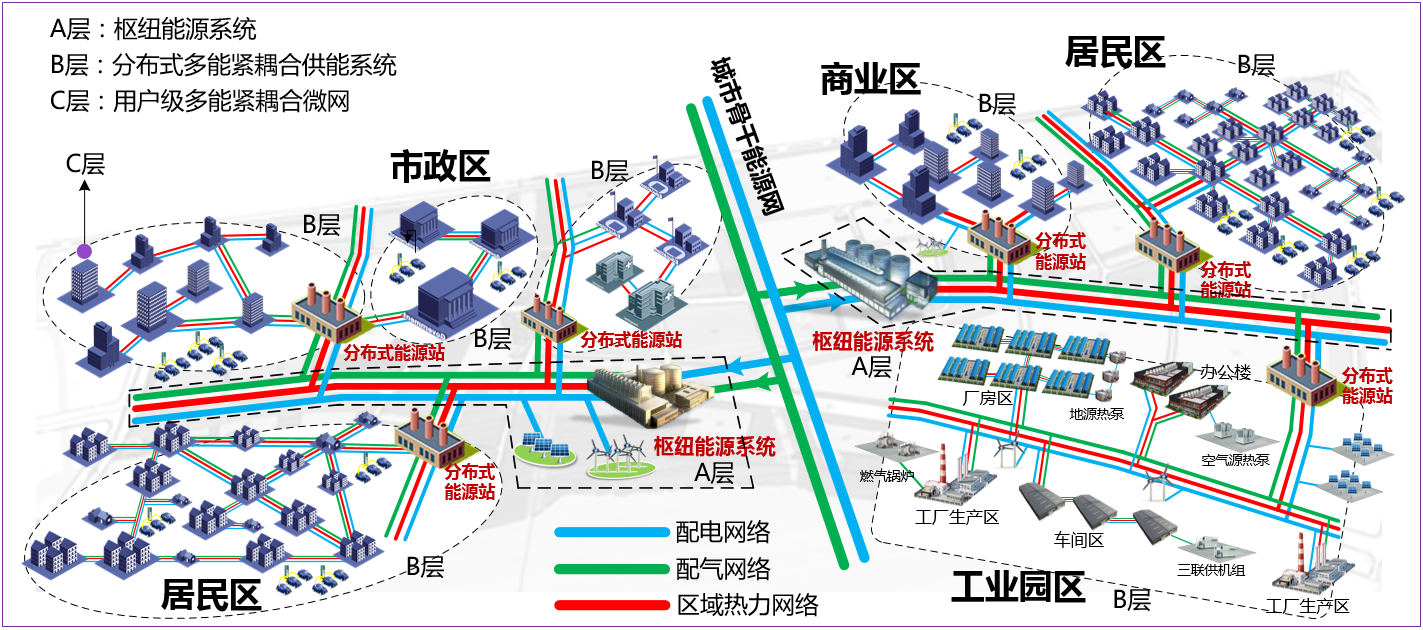 A层：枢纽能源系统
B层：分布式多能紧耦合供能系统
C层：用户级多能紧耦合微网
城市骨干能源网
商业区
居民区
B层
B层
市政区
C层
B层
B层
B层
分布式
能源站
分布式
能源站
分布式能源站
分布式能源站
枢纽能源系统
A层
厂房区
地源热泵
办公楼
分布式
能源站
空气源热泵
燃气锅炉
工厂生产区
车间区
三联供机组
工厂生产区
工业园区
B层
枢纽能源系统
A层
分布式
能源站
B层
居民区
配电网络
配气网络
区域热力网络